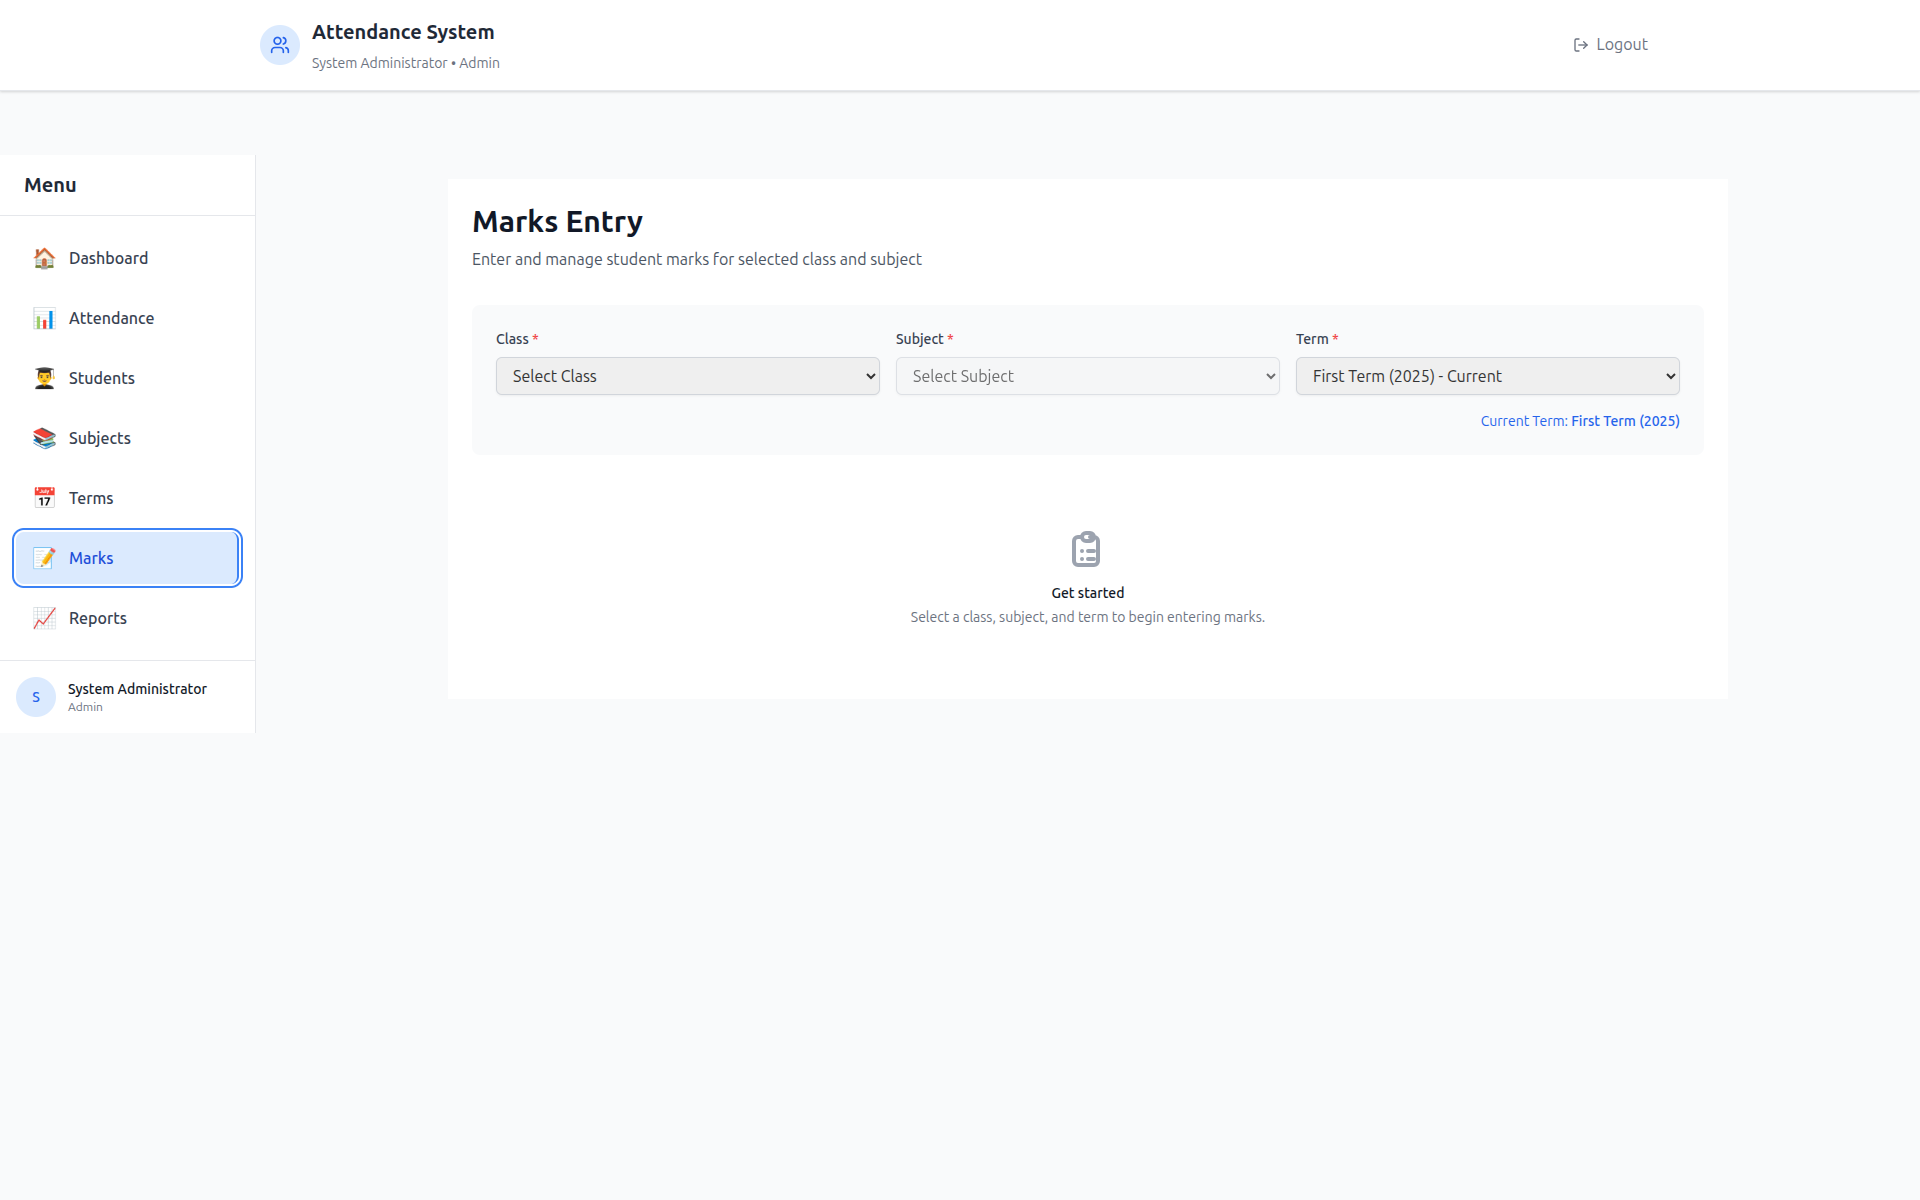 Attendance System
System Administrator • Admin
Logout
Menu
Dashboard
Attendance
Students
Subjects
Terms
Marks
Reports
S
System Administrator
Admin
Marks Entry
Enter and manage student marks for selected class and subject
Class *
Subject *
Term *
Select Class
Select Subject
First Term (2025) - Current
Current Term: First Term (2025)
Get started
Select a class, subject, and term to begin entering marks.